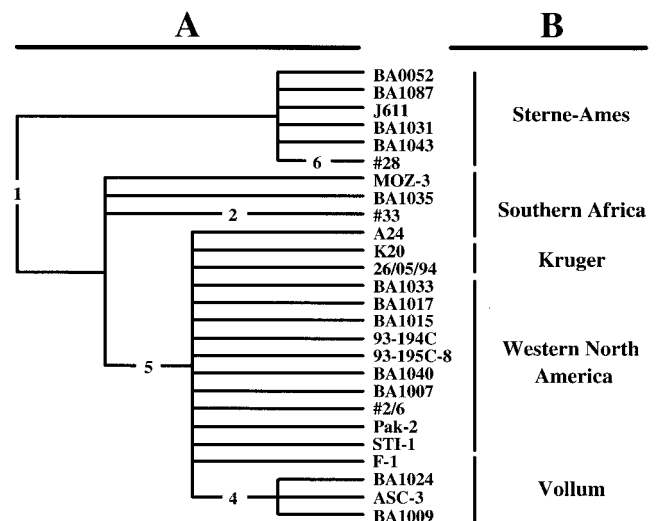 A B
BA0052
BA1087
J611
BA1031
BA1043
6 #28
Sterne-Ames
1
MOZ-3
BA1035
2 #33
A24
Southern Africa
K20
26/05/94
Kruger
BA1033
BA1017
BA1015
93-194C
5 93-195C-8
BA1040
BA1007
#2/6
Pak-2
STI-1
Western North
America
F-1
BA1024
4 ASC-3
BA1009
Vollum